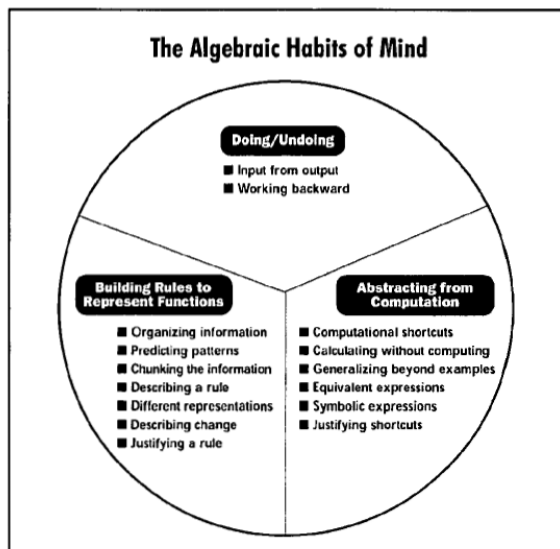 The Algebraic Habits of Mind
Doing/Undoing
■ Input from output
■ Working backward
Building Rules to
Represent Functions
■ Organizing information
■ Predicting patterns
■ Chunking the information
■ Describing a rule
■ Different representations
■ Describing change
■ Justifying a rule
Abstracting from
Computation
■ Computational shortcuts
■ Calculating without computing
■ Generalizing beyond examples
■ Equivalent expressions
■ Symbolic expressions
■ Justifying shortcuts